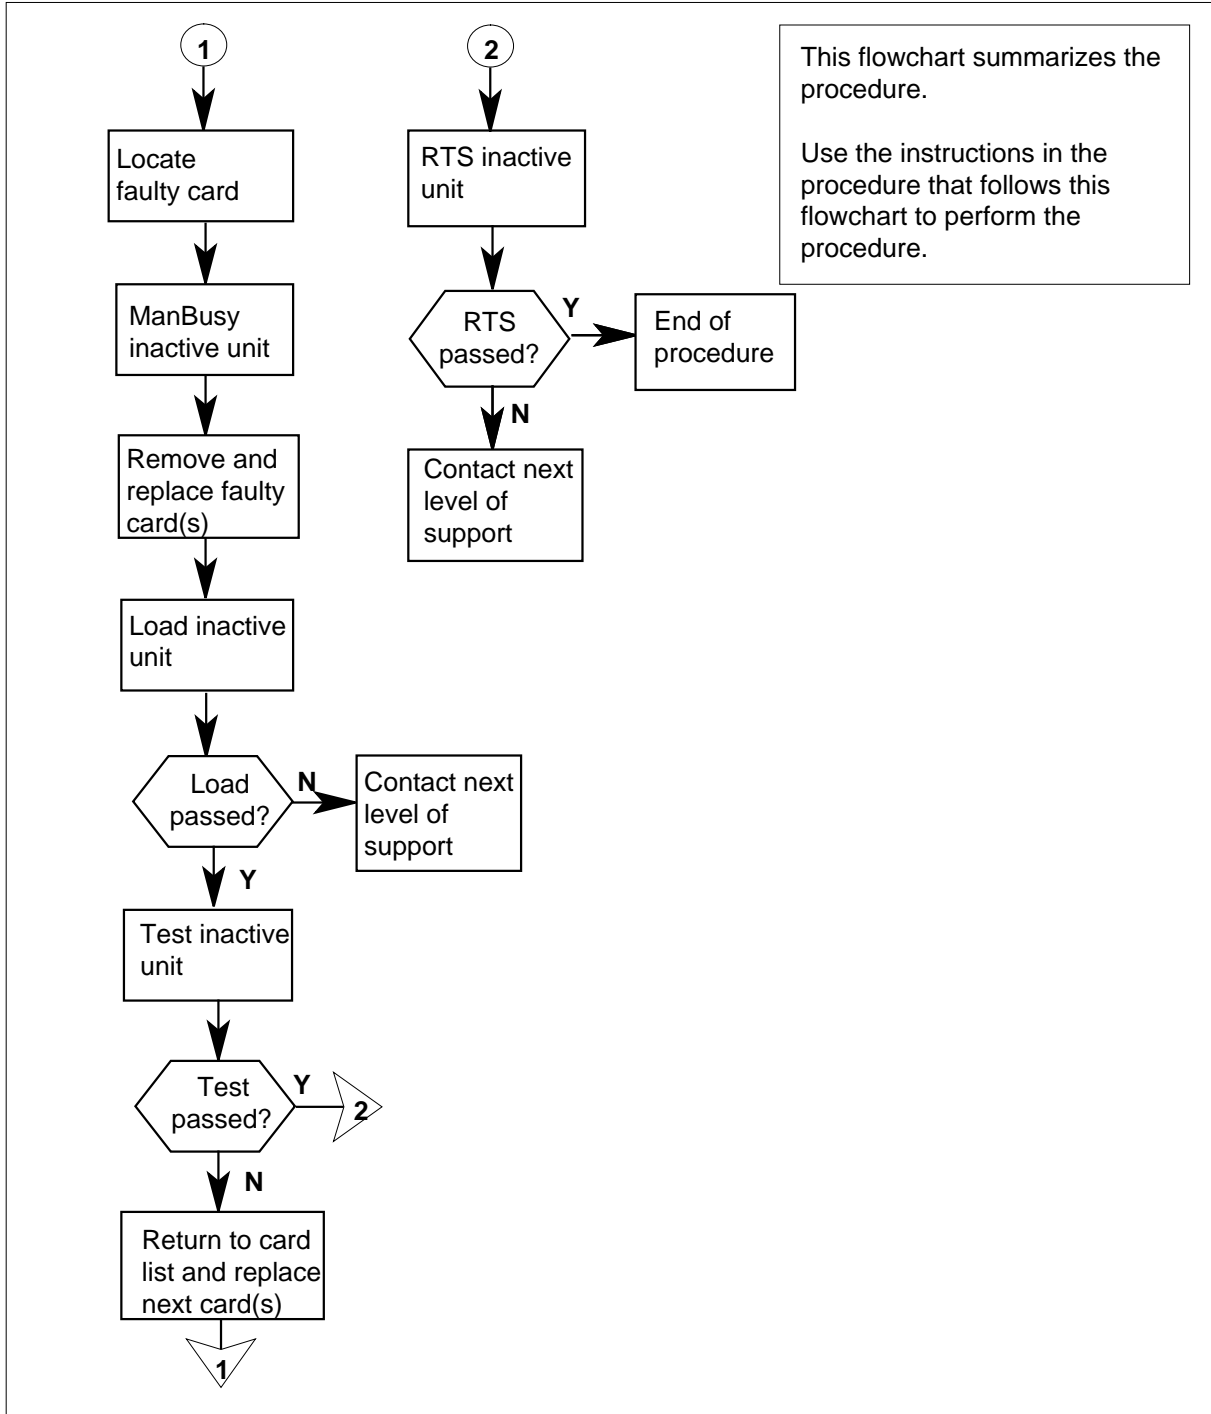 1
Locate
faulty card
ManBusy
inactive unit
Remove and
replace faulty
card(s)
Load inactive
unit
Load
passed?
N
Contact next
level of
support
Y
Test inactive
unit
Test
passed?
Y
2
N
Return to card
list and replace
next card(s)
1
2
RTS inactive
unit
RTS
passed?
Y
End of
procedure
N
Contact next
level of
support
This flowchart summarizes the
procedure.
Use the instructions in the
procedure that follows this
flowchart to perform the
procedure.